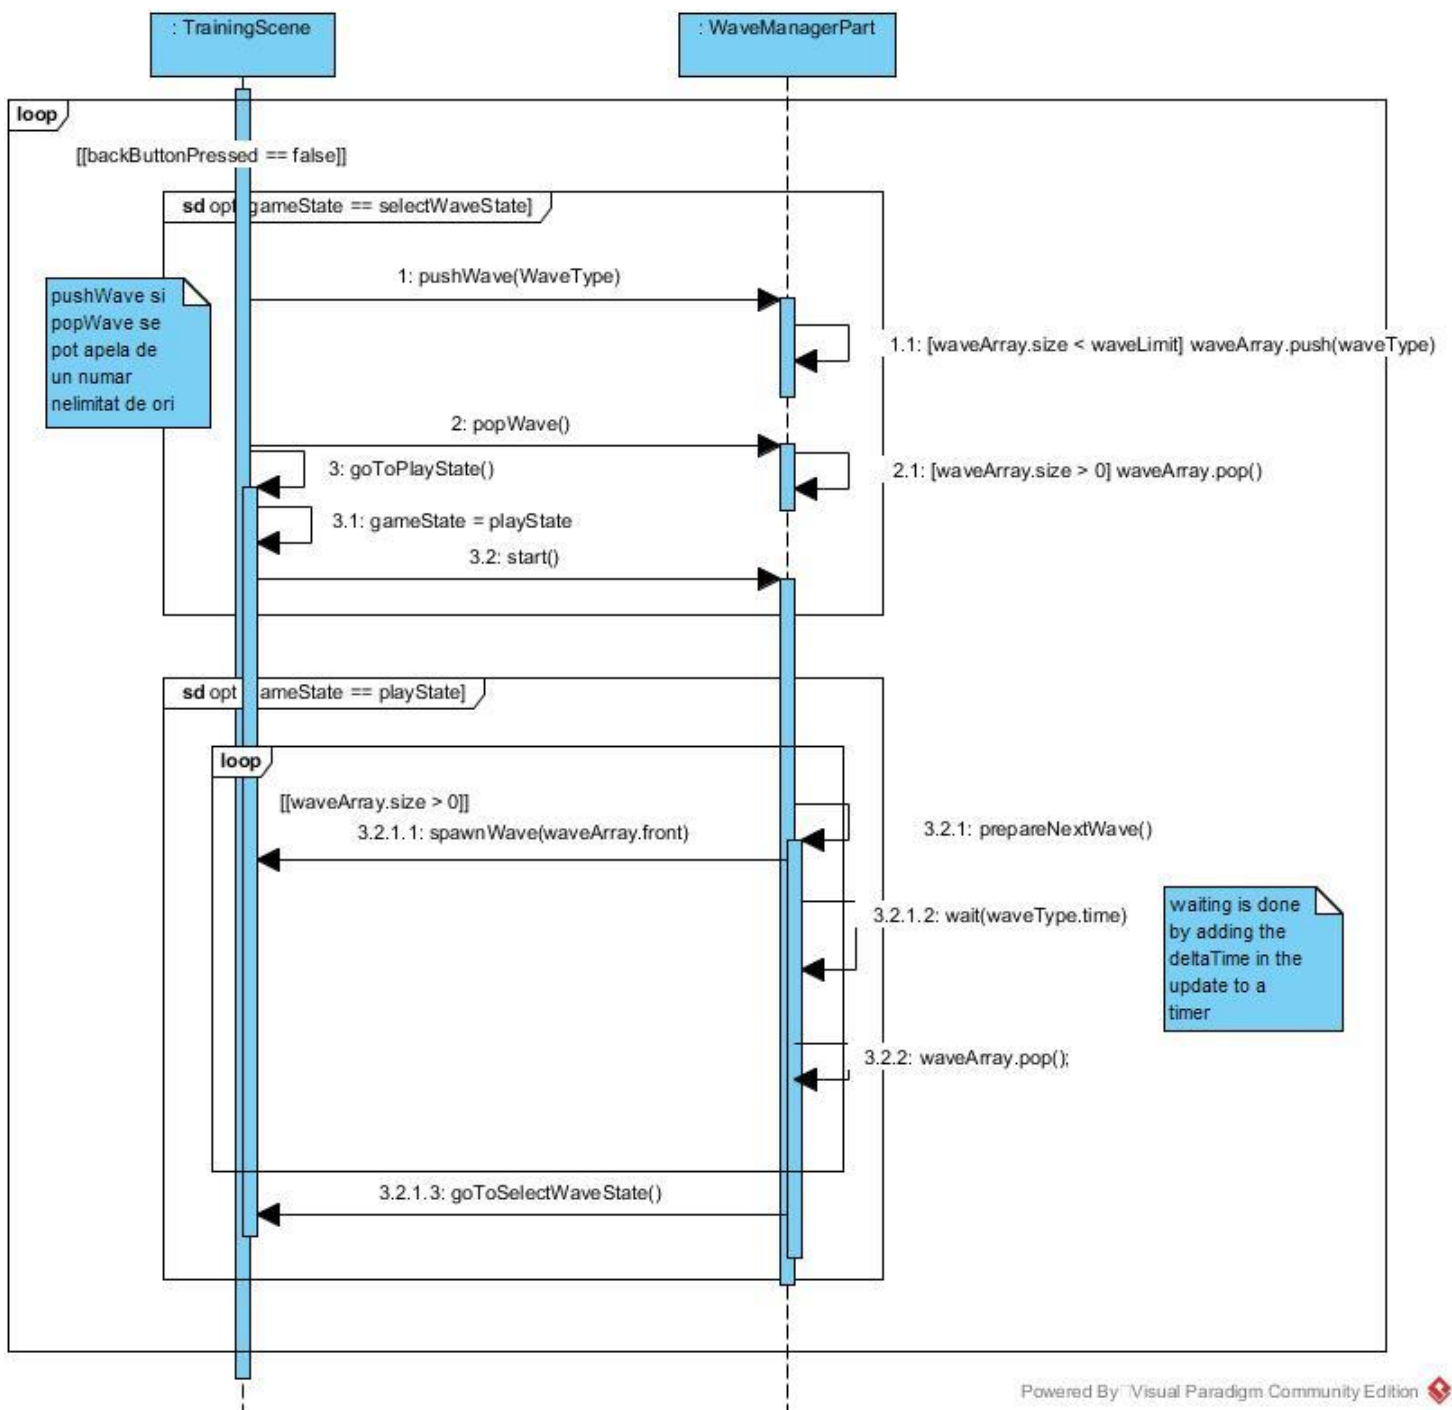 : TrainingScene
: WaveManagerPart
loop
[[backButtonPressed == false]]
sd opt gameState == selectWaveState]
1: pushWave(WaveType)
pushWave si
popWave se
pot apela de
un numar
nelimitat de ori
1.1: [waveArray.size < waveLimit] waveArray.push(waveType)
2: popWave()
3: goToPlayState()
2.1: [waveArray.size > 0] waveArray.pop()
3.1: gameState = playState
3.2: start()
sd opt ameState == playState]
loop
[[waveArray.size > 0]]
3.2.1.1: spawnWave(waveArray.front)
3.2.1: prepareNextWave()
3.2.1.2: wait(waveType.time)
waiting is done
by adding the
deltaTime in the
update to a
timer
3.2.2: waveArray.pop();
3.2.1.3: goToSelectWaveState()
Powered By Visual Paradigm Community Edition